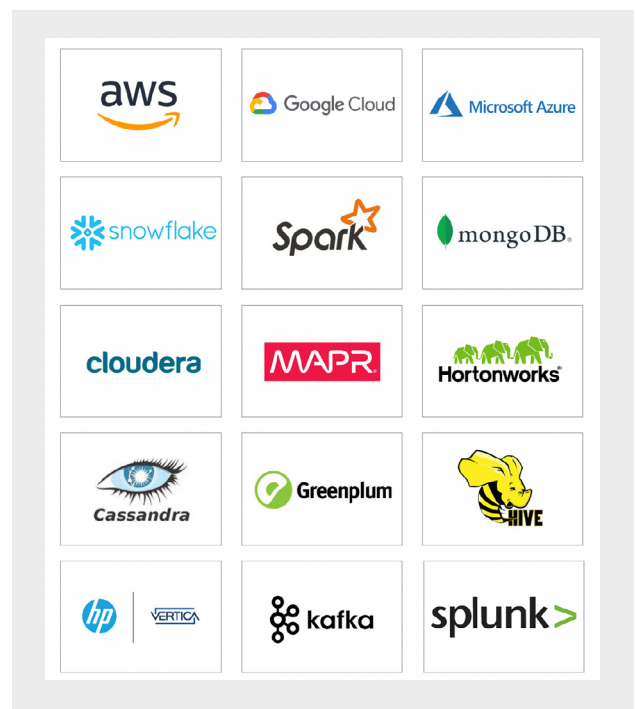 aws
Google Cloud
Microsoft Azure
snowflake
Spark
mongoDB®
cloudera
MAPR®
Hortonworks®
Cassandra
Greenplum
HIVE
hp
VERTICA
kafka
splunk>